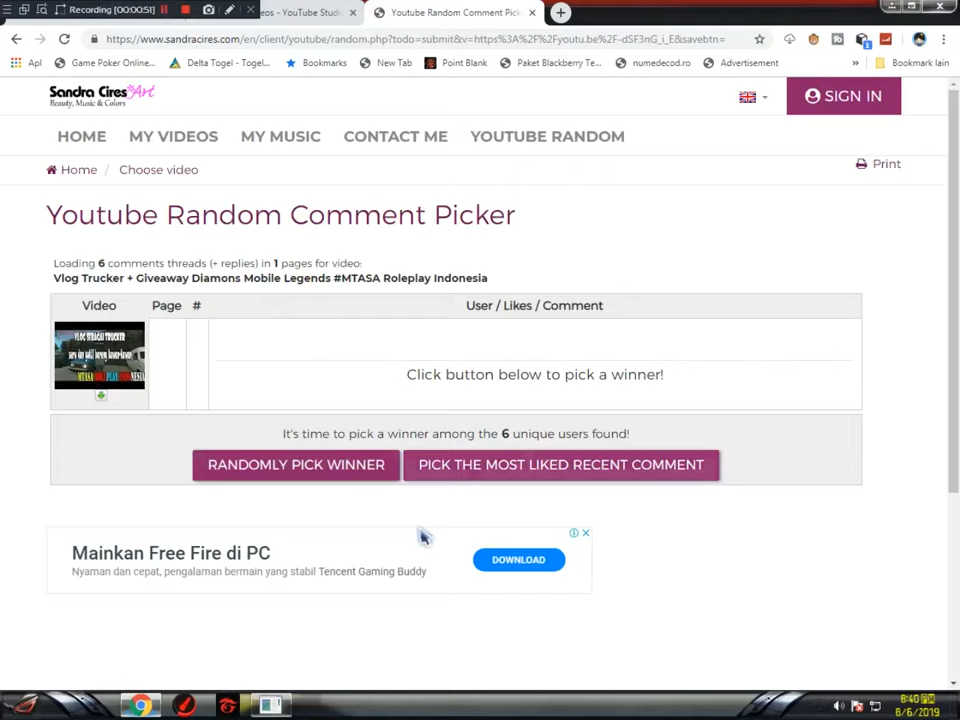 Recording (00:00:51)
eos - YouTube Studi
Youtube Random Comment Pick
https://www.sandracires.com/en/client/youtube/random.php?todo=submit&v=https%3A%2F%2Fyoutu.be%2F-dSF3nG_i_E&savebtn=
Apl
Game Poker Onlin...
Delta Togel - Togel...
Bookmarks
New Tab
Point Blank
Paket Blackberry Te...
numedecod.ro
Advertisement
»
Bookmark lain
Sandra Cires Art
Beauty, Music & Colors
SIGN IN
HOME
MY VIDEOS
MY MUSIC
CONTACT ME
YOUTUBE RANDOM
Home / Choose video
Print
Youtube Random Comment Picker
Loading 6 comments threads (+ replies) in 1 pages for video:
Vlog Trucker + Giveaway Diamons Mobile Legends #MTASA Roleplay Indonesia
Video
Page
#
User / Likes / Comment
VLOG SEBAGAI TRUCKER
Click button below to pick a winner!
It's time to pick a winner among the 6 unique users found!
RANDOMLY PICK WINNER
PICK THE MOST LIKED RECENT COMMENT
Mainkan Free Fire di PC
Nyaman dan cepat, pengalaman bermain yang stabil Tencent Gaming Buddy
DOWNLOAD
8:40 PM
8/6/2019